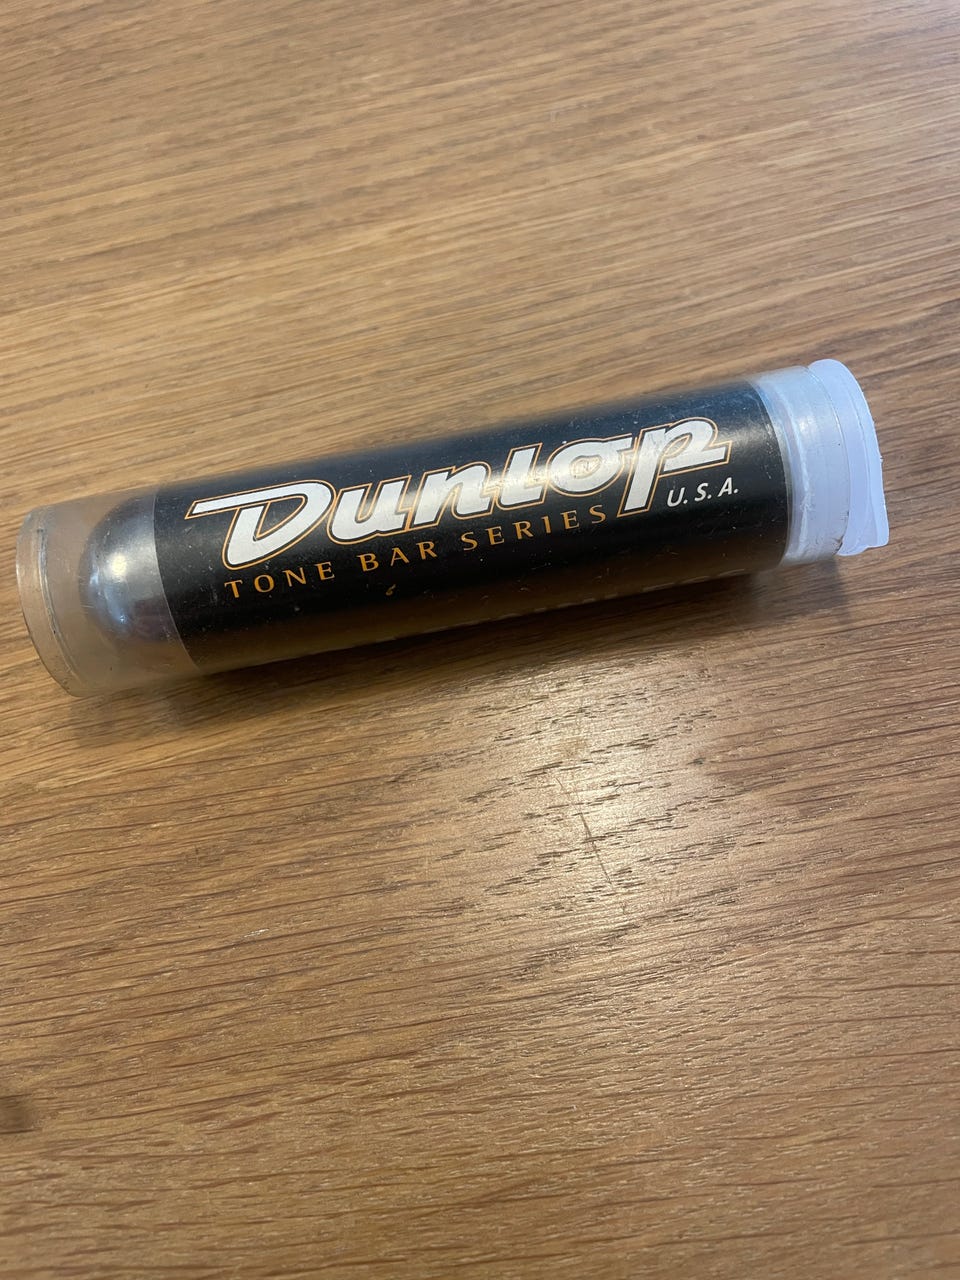 Dunlop
U.S.A.
TONE BAR SERIES